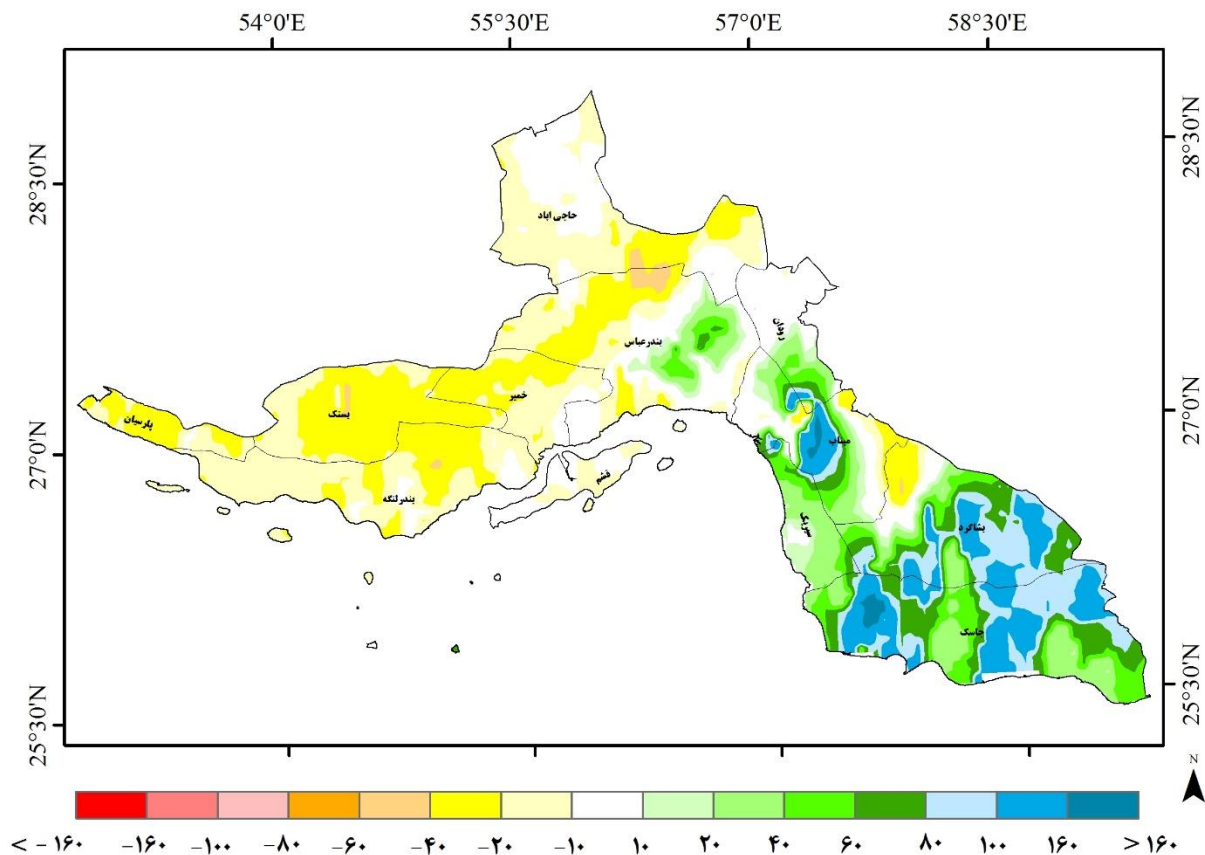 54°0'E 55°30'E 57°0'E 58°30'E
28°30'N
28°30'N
حاجی اباد
رودان
بندرعباس
27°0'N
خمیر
بستک
پارسیان
میناب
27°0'N
قشم
بندرلنگه
سیریک
بشاگرد
جاسک
25°30'N
25°30'N
N
< -۱۶۰ -۱۶۰ -۱۰۰ -۸۰ -۶۰ -۴۰ -۲۰ -۱۰ ۱۰ ۲۰ ۴۰ ۶۰ ۸۰ ۱۰۰ ۱۶۰ > ۱۶۰